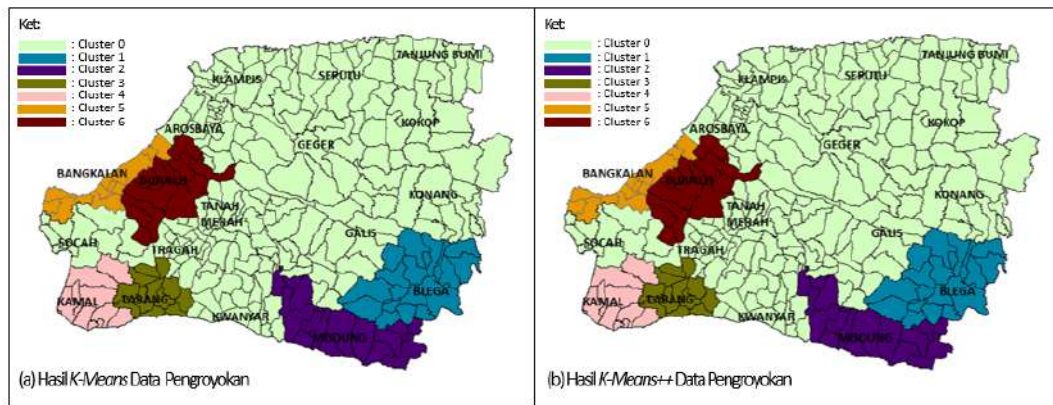 Ket:
: Cluster 0
: Cluster 1
: Cluster 2
: Cluster 3
: Cluster 4
: Cluster 5
: Cluster 6
TANJUNG BUMI
KLAMPIS
SEPULU
KOKOP
AROSBAYA
GEGER
BANGKALAN
BURNEH
KONANG
TANAH
MERAH
SOCAH
TRAGAH
GALIS
BLEGA
KAMAL
LABANG
KWANYAR
MODUNG
(a) Hasil K-Means Data Pengroyokan
Ket:
: Cluster 0
: Cluster 1
: Cluster 2
: Cluster 3
: Cluster 4
: Cluster 5
: Cluster 6
TANJUNG BUMI
KLAMPIS
SEPULU
KOKOP
AROSBAYA
GEGER
BANGKALAN
BURNEH
KONANG
TANAH
MERAH
SOCAH
TRAGAH
GALIS
BLEGA
KAMAL
LABANG
KWANYAR
MODUNG
(b) Hasil K-Means++ Data Pengroyokan